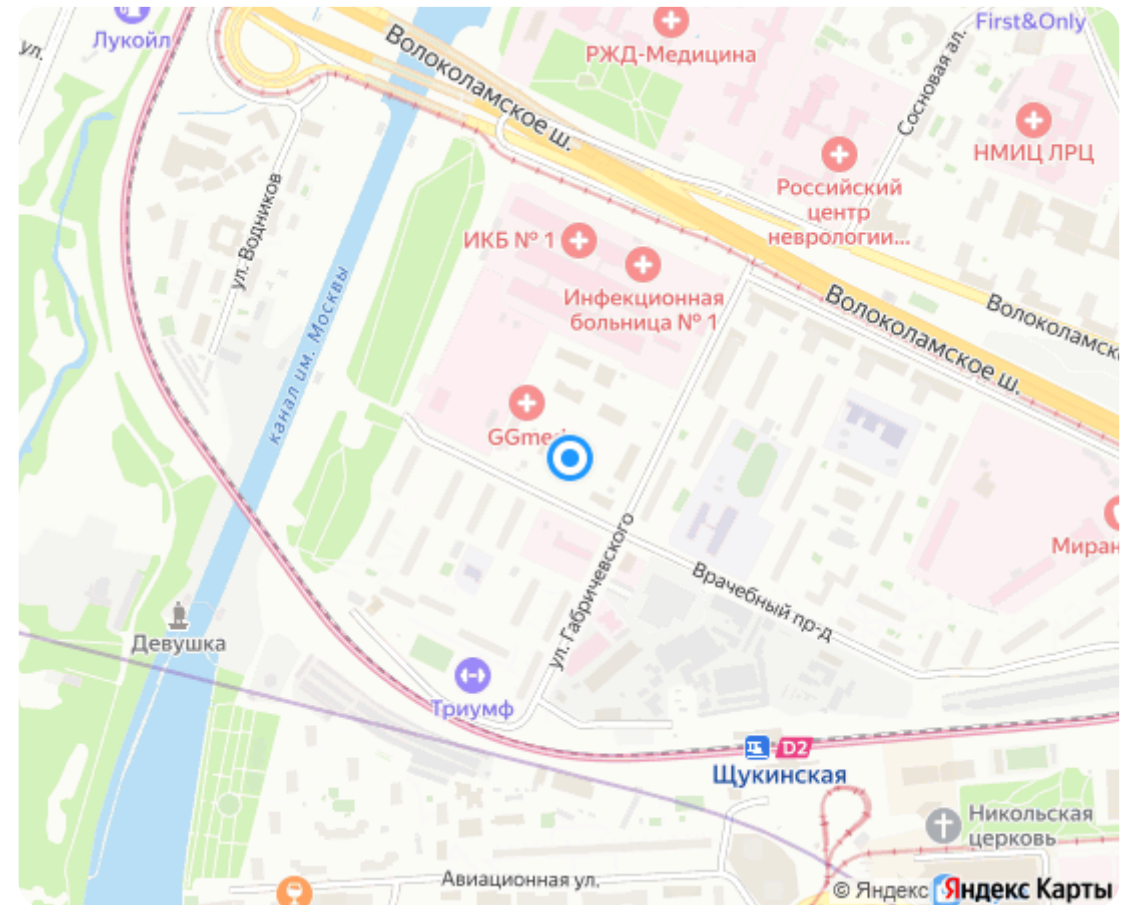 Лукойл
ул.
Волоколамское ш.
РЖД-Медицина
First&Only
Сосновая ал.
НМИЦ ЛРЦ
Российский
центр
неврологии...
ул. Водников
ИКБ № 1
Инфекционная
больница № 1
канал им. Москвы
Волоколамское ш.
Волоколамск
GGmed
Миран
ул. Габричевского
Врачебный пр-д
Девушка
Триумф
D2
Щукинская
Никольская
церковь
Авиационная ул.
© Яндекс
Яндекс Карты